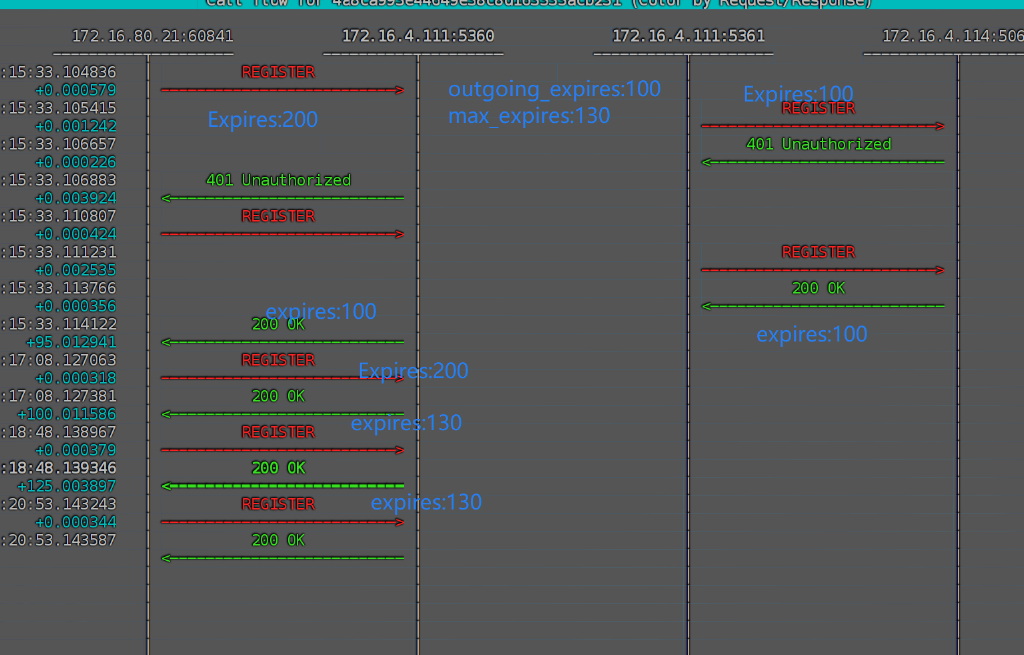 Call flow for 4a8ca993e44649e38c8d163535acb231 (Color by Request/Response)
172.16.80.21:60841 172.16.4.111:5360 172.16.4.111:5361 172.16.4.114:506
:15:33.104836 REGISTER
+0.000579 outgoing_expires:100 Expires:100
:15:33.105415 Expires:200 max_expires:130 REGISTER
+0.001242
:15:33.106657 401 Unauthorized
+0.000226
:15:33.106883 401 Unauthorized
+0.003924
:15:33.110807 REGISTER
+0.000424
:15:33.111231 REGISTER
+0.002535
:15:33.113766 200 OK
+0.000356 expires:100
:15:33.114122 200 OK expires:100
+95.012941
:17:08.127063 REGISTER
+0.000318 Expires:200
:17:08.127381 200 OK
+100.011586 expires:130
:18:48.138967 REGISTER
+0.000379
:18:48.139346 200 OK
+125.003897
:20:53.143243 REGISTER expires:130
+0.000344
:20:53.143587 200 OK